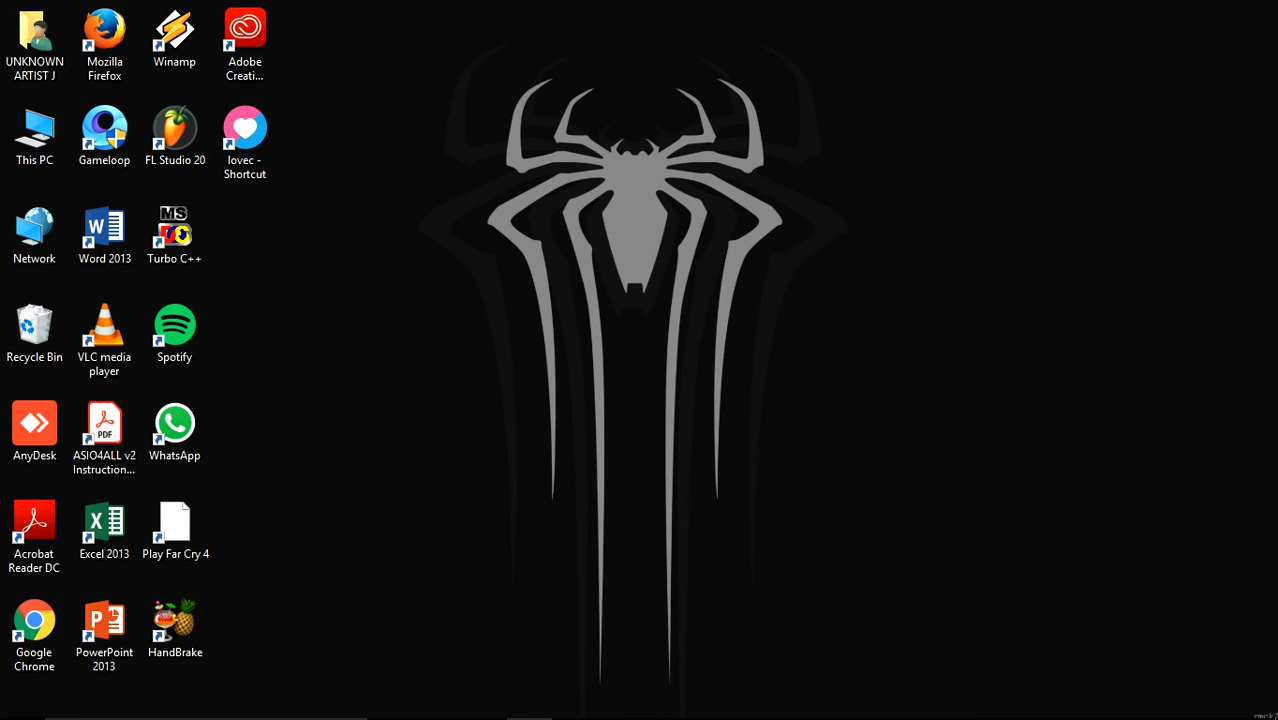 UNKNOWN
ARTIST J
Mozilla
Firefox
Winamp
Adobe
Creati...
This PC
Gameloop
FL Studio 20
lovec -
Shortcut
Network
Word 2013
MS
Turbo C++
Recycle Bin
VLC media
player
Spotify
AnyDesk
PDF
ASIO4ALL v2
Instruction...
WhatsApp
Acrobat
Reader DC
Excel 2013
Play Far Cry 4
Google
Chrome
PowerPoint
2013
HandBrake